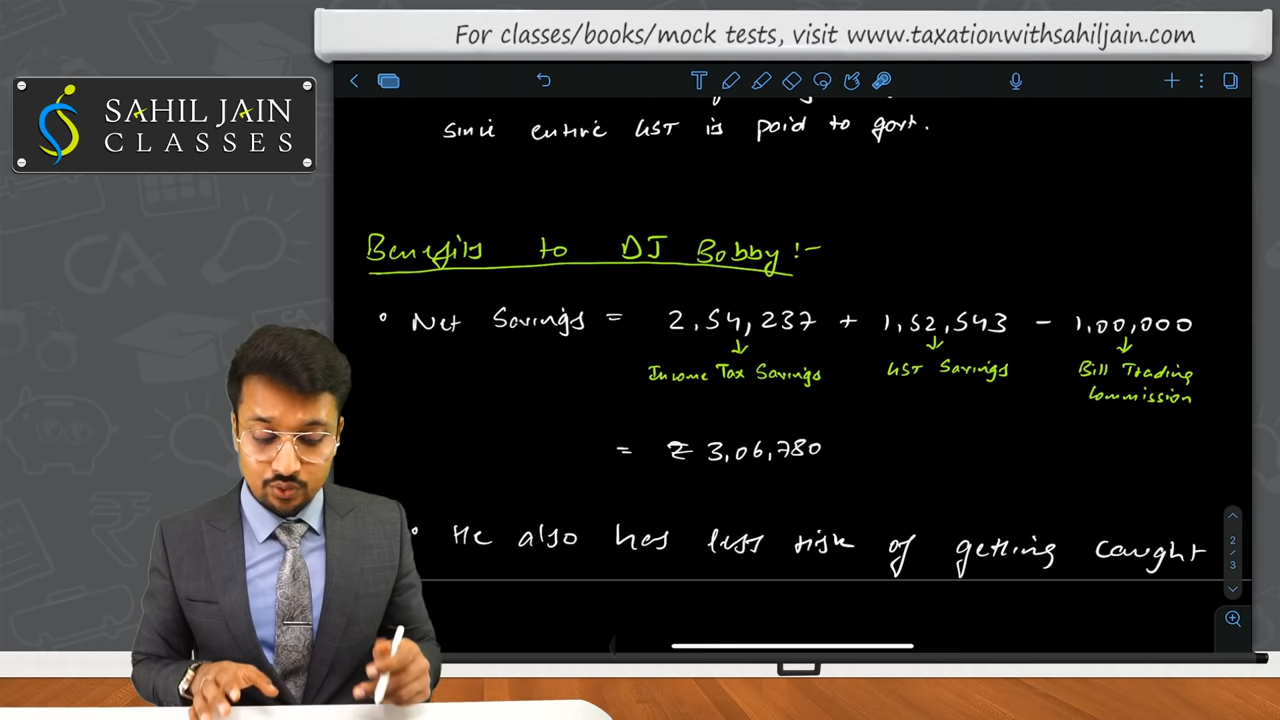 For classes/books/mock tests, visit www.taxationwithsahiljain.com
SAHIL JAIN
CLASSES
since entire GST is paid to govt.
Benefits to DJ Bobby :-
• Net Savings = 2,54,237 + 1,52,543 - 1,00,000
Income Tax Savings GST Savings Bill Trading
Commission
= ₹ 3,06,780
• He also has less risk of getting caught
2
/
3